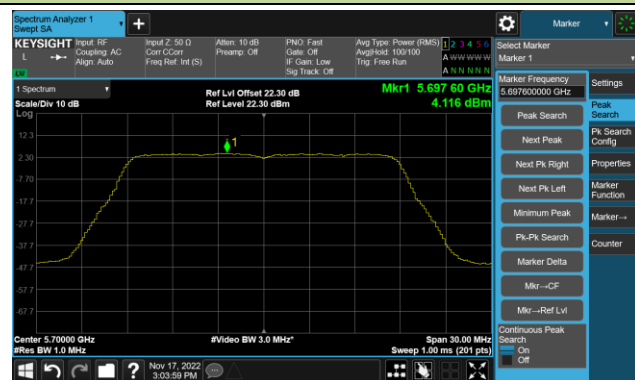 Spectrum Analyzer 1
Swept SA
Marker
KEYSIGHT
L
Input: RF
Coupling: AC
Align: Auto
Input Z: 50 Ω
Corr CCorr
Freq Ref: Int (S)
Atten: 10 dB
Preamp: Off
PNO: Fast
Gate: Off
IF Gain: Low
Sig Track: Off
Avg Type: Power (RMS)
Avg|Hold: 100/100
Trig: Free Run
1 2 3 4 5 6
A W W W W W
A N N N N N
Select Marker
Marker 1
1 Spectrum
Scale/Div 10 dB
Log
Ref Lvl Offset 22.30 dB
Ref Level 22.30 dBm
Mkr1 5.697 60 GHz
4.116 dBm
1
12.3
2.30
-7.70
-17.7
-27.7
-37.7
-47.7
-57.7
-67.7
Center 5.70000 GHz
#Res BW 1.0 MHz
#Video BW 3.0 MHz*
Span 30.00 MHz
Sweep 1.00 ms (201 pts)
Marker Frequency
5.697600000 GHz
Peak Search
Next Peak
Next Pk Right
Next Pk Left
Minimum Peak
Pk-Pk Search
Marker Delta
Mkr→CF
Mkr→Ref Lvl
Continuous Peak
Search
On
Off
Settings
Peak
Search
Pk Search
Config
Properties
Marker
Function
Marker→
Counter
Nov 17, 2022
3:03:59 PM